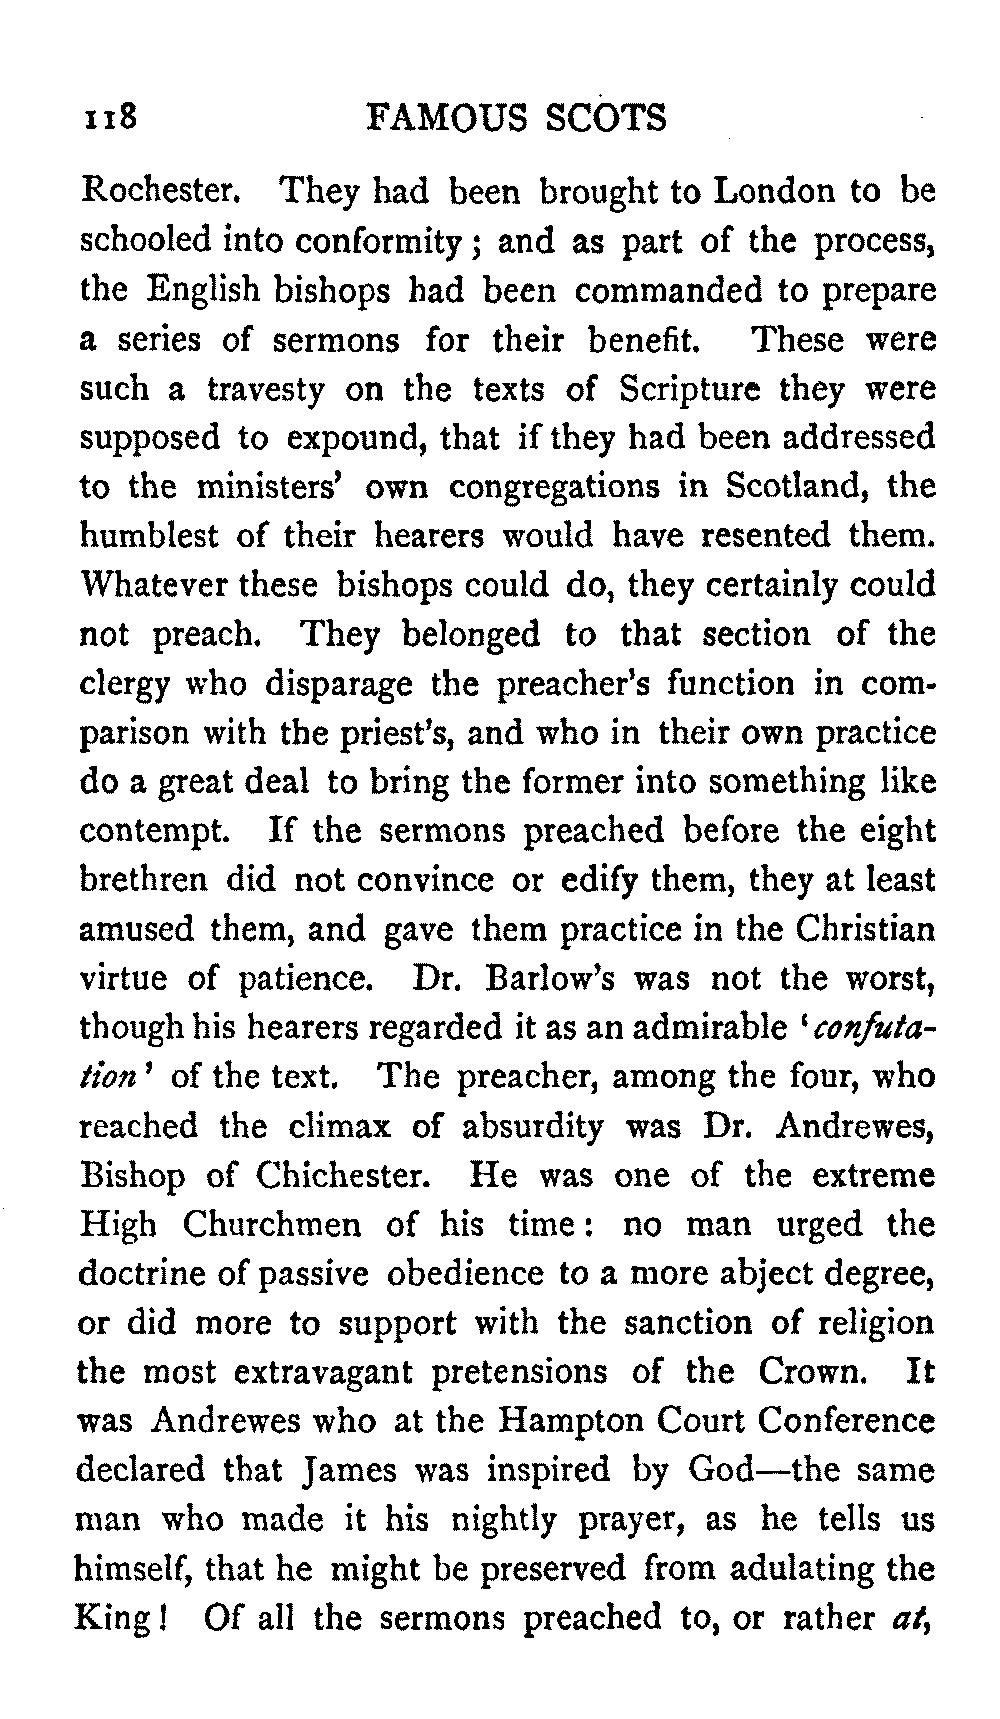 118 FAMOUS SCOTS
Rochester. They had been brought to London to be
schooled into conformity; and as part of the process,
the English bishops had been commanded to prepare
a series of sermons for their benefit. These were
such a travesty on the texts of Scripture they were
supposed to expound, that if they had been addressed
to the ministers' own congregations in Scotland, the
humblest of their hearers would have resented them.
Whatever these bishops could do, they certainly could
not preach. They belonged to that section of the
clergy who disparage the preacher's function in com-
parison with the priest's, and who in their own practice
do a great deal to bring the former into something like
contempt. If the sermons preached before the eight
brethren did not convince or edify them, they at least
amused them, and gave them practice in the Christian
virtue of patience. Dr. Barlow's was not the worst,
though his hearers regarded it as an admirable 'confuta-
tion' of the text. The preacher, among the four, who
reached the climax of absurdity was Dr. Andrewes,
Bishop of Chichester. He was one of the extreme
High Churchmen of his time: no man urged the
doctrine of passive obedience to a more abject degree,
or did more to support with the sanction of religion
the most extravagant pretensions of the Crown. It
was Andrewes who at the Hampton Court Conference
declared that James was inspired by God—the same
man who made it his nightly prayer, as he tells us
himself, that he might be preserved from adulating the
King! Of all the sermons preached to, or rather at,